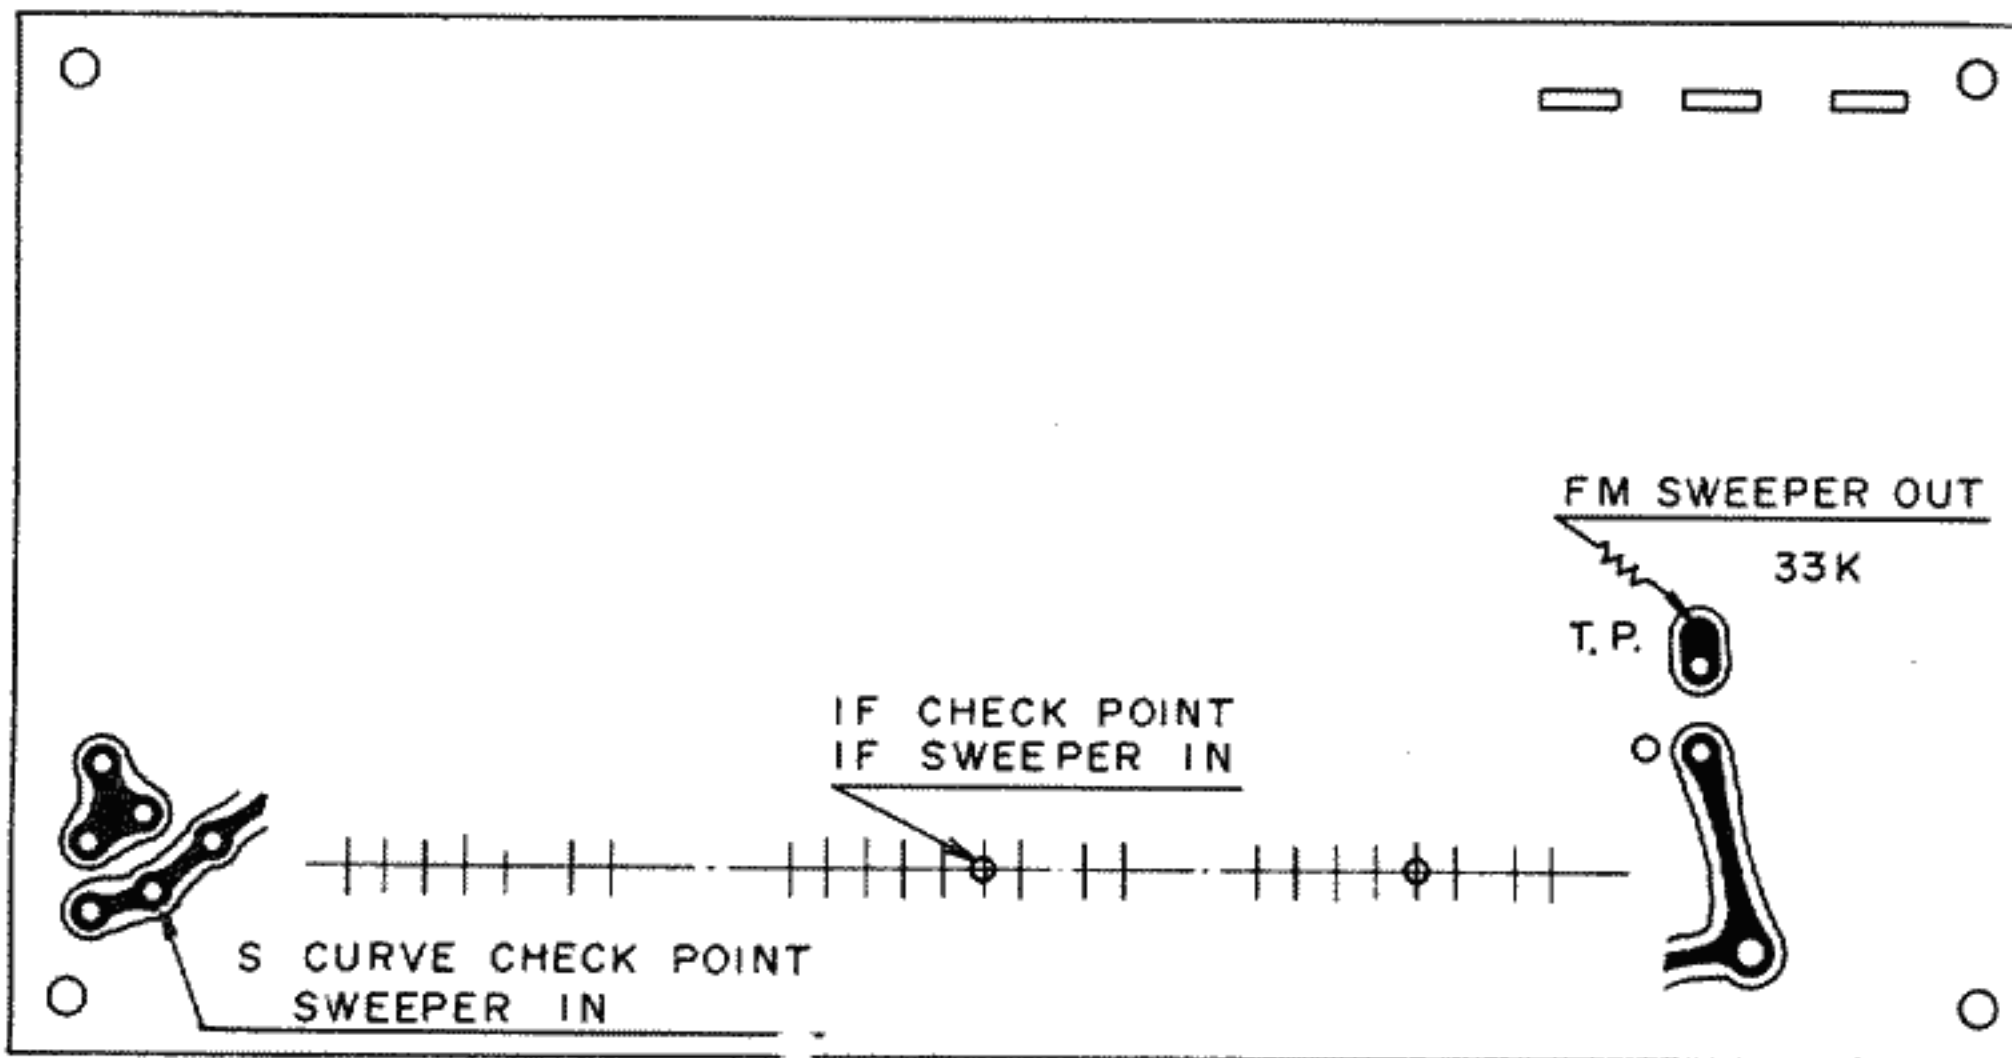 FM SWEEPER OUT
33K
T.P.
IF CHECK POINT
IF SWEEPER IN
S CURVE CHECK POINT
SWEEPER IN